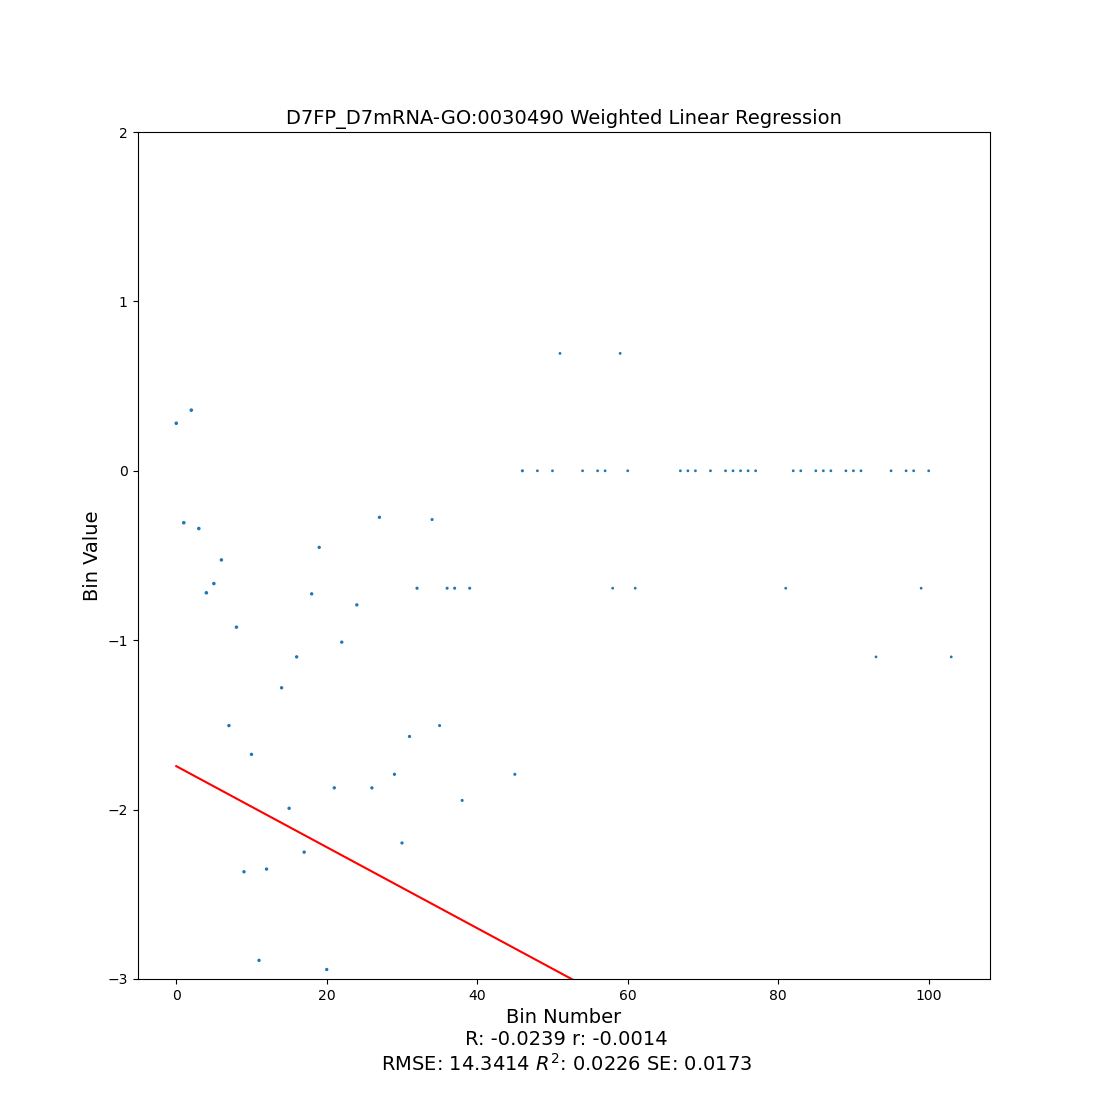 D7FP_D7mRNA-GO:0030490 Weighted Linear Regression
2
1
0
−1
−2
−3
Bin Value
0 20 40 60 80 100
Bin Number
R: -0.0239 r: -0.0014
RMSE: 14.3414 R²: 0.0226 SE: 0.0173